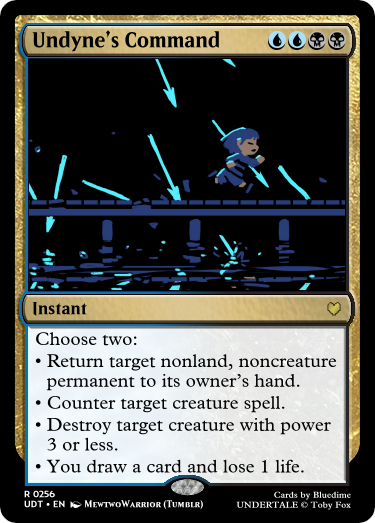 Undyne's Command
Instant
Choose two:
• Return target nonland, noncreature
permanent to its owner's hand.
• Counter target creature spell.
• Destroy target creature with power
3 or less.
• You draw a card and lose 1 life.
R 0256
UDT • EN MewtwoWarrior (Tumblr)
Cards by Bluedime
UNDERTALE © Toby Fox